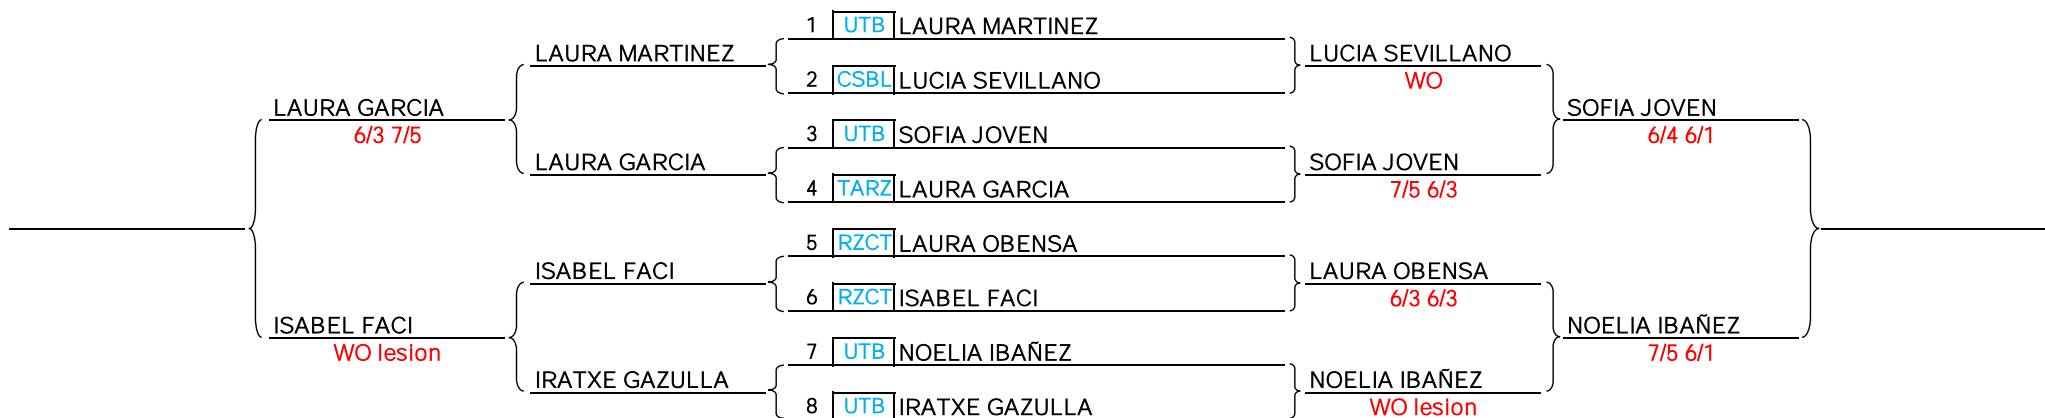 1 UTB LAURA MARTINEZ
LAURA MARTINEZ LUCIA SEVILLANO
2 CSBL LUCIA SEVILLANO WO
LAURA GARCIA SOFIA JOVEN
6/3 7/5 3 UTB SOFIA JOVEN 6/4 6/1
LAURA GARCIA SOFIA JOVEN
4 TARZ LAURA GARCIA 7/5 6/3
5 RZCT LAURA OBENSA
ISABEL FACI LAURA OBENSA
6 RZCT ISABEL FACI 6/3 6/3
ISABEL FACI NOELIA IBAÑEZ
WO lesion 7 UTB NOELIA IBAÑEZ 7/5 6/1
IRATXE GAZULLA NOELIA IBAÑEZ
8 UTB IRATXE GAZULLA WO lesion